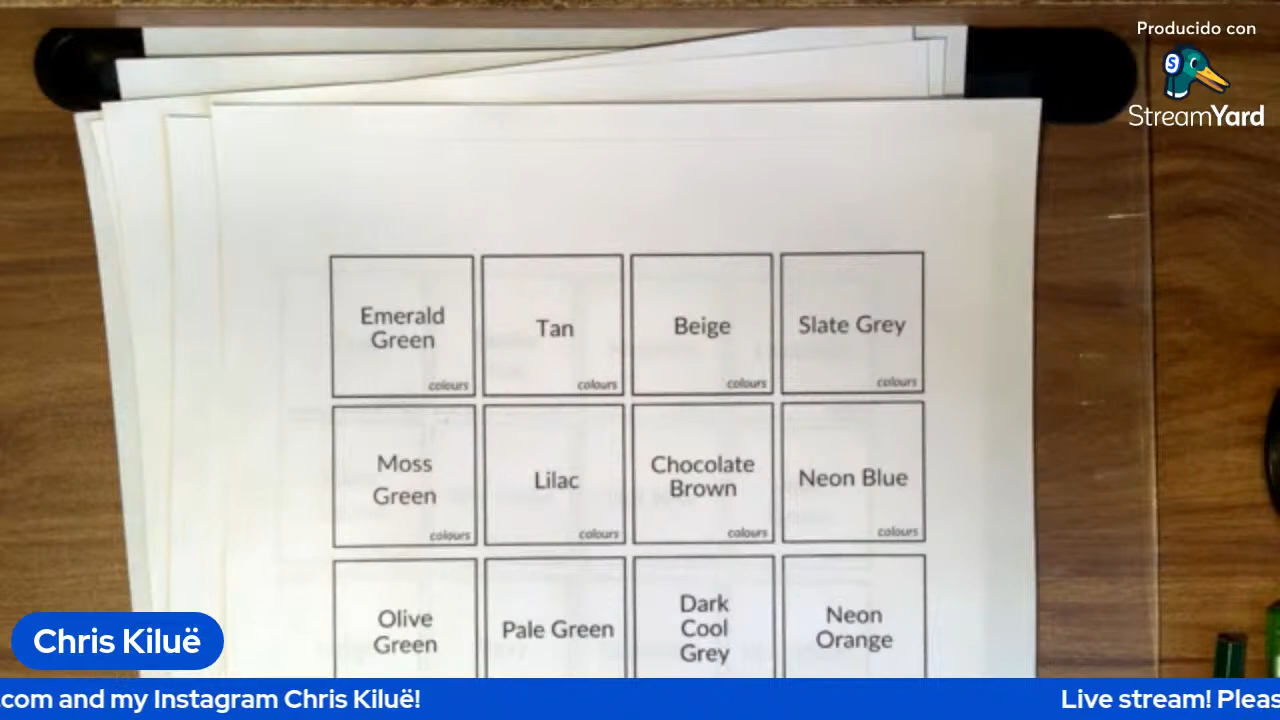 Producido con
StreamYard
Emerald
Green
colours
Tan
colours
Beige
colours
Slate Grey
colours
Moss
Green
colours
Lilac
colours
Chocolate
Brown
colours
Neon Blue
colours
Olive
Green
Pale Green
Dark
Cool
Grey
Neon
Orange
Chris Kiluë
.com and my Instagram Chris Kiluë!
Live stream! Pleas